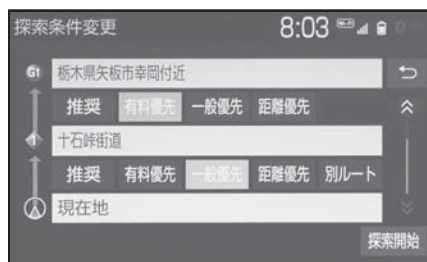 探索条件変更 8:03
G1 栃木県矢板市幸岡付近
推奨 有料優先 一般優先 距離優先
1 十石峠街道
推奨 有料優先 一般優先 距離優先 別ルート
現在地
探索開始